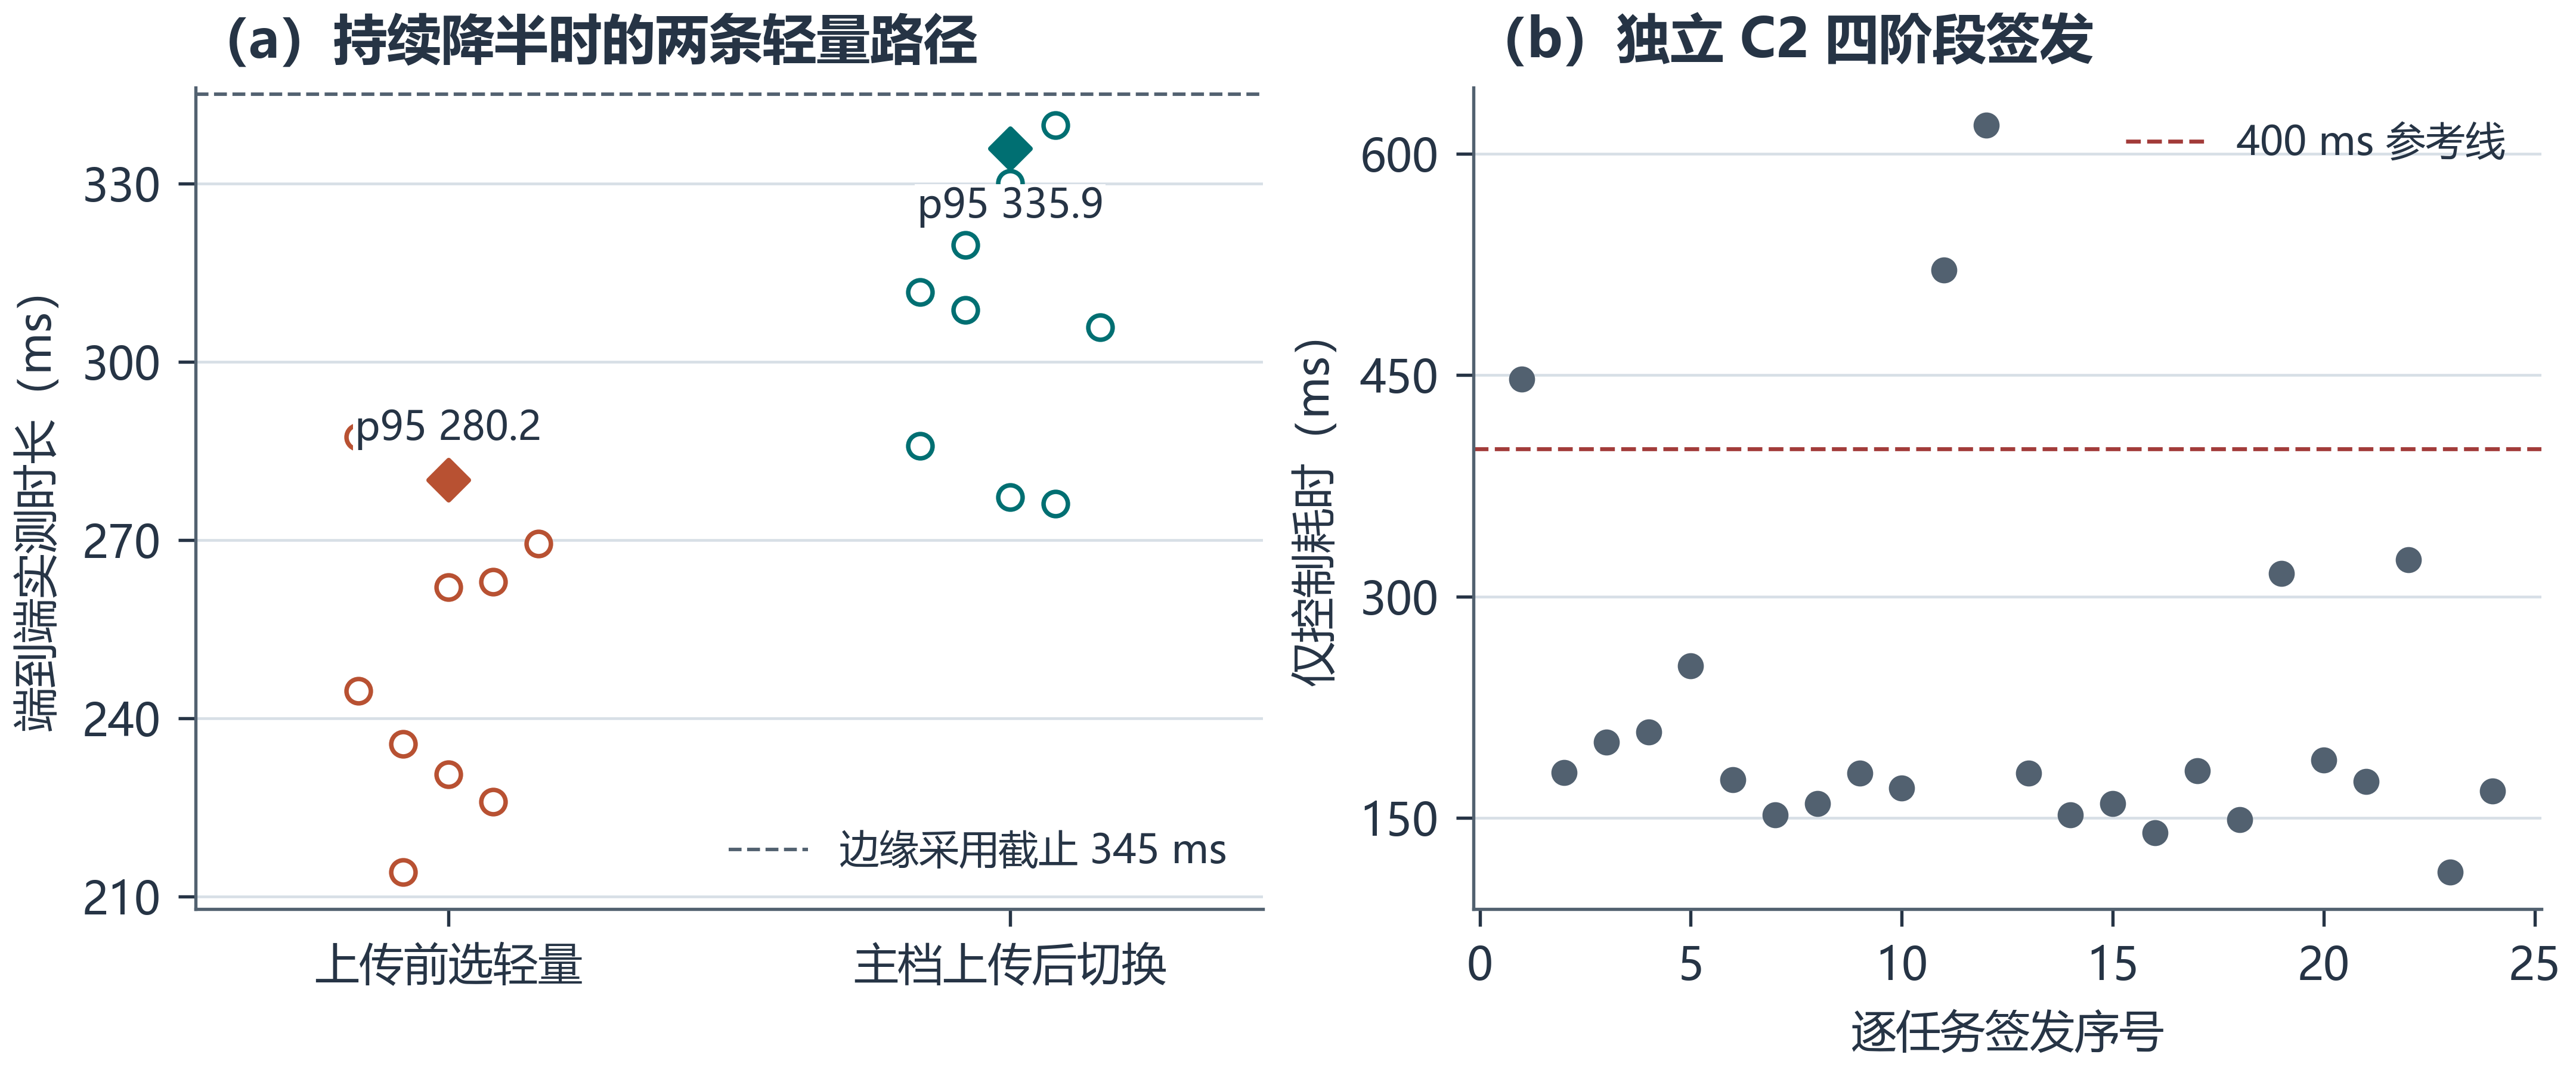 (a) 持续降半时的两条轻量路径
端到端实测时长 (ms)
330
300
270
240
210
p95 280.2
p95 335.9
边缘采用截止 345 ms
上传前选轻量
主档上传后切换
(b) 独立 C2 四阶段签发
仅控制耗时 (ms)
600
450
300
150
400 ms 参考线
0
5
10
15
20
25
逐任务签发序号